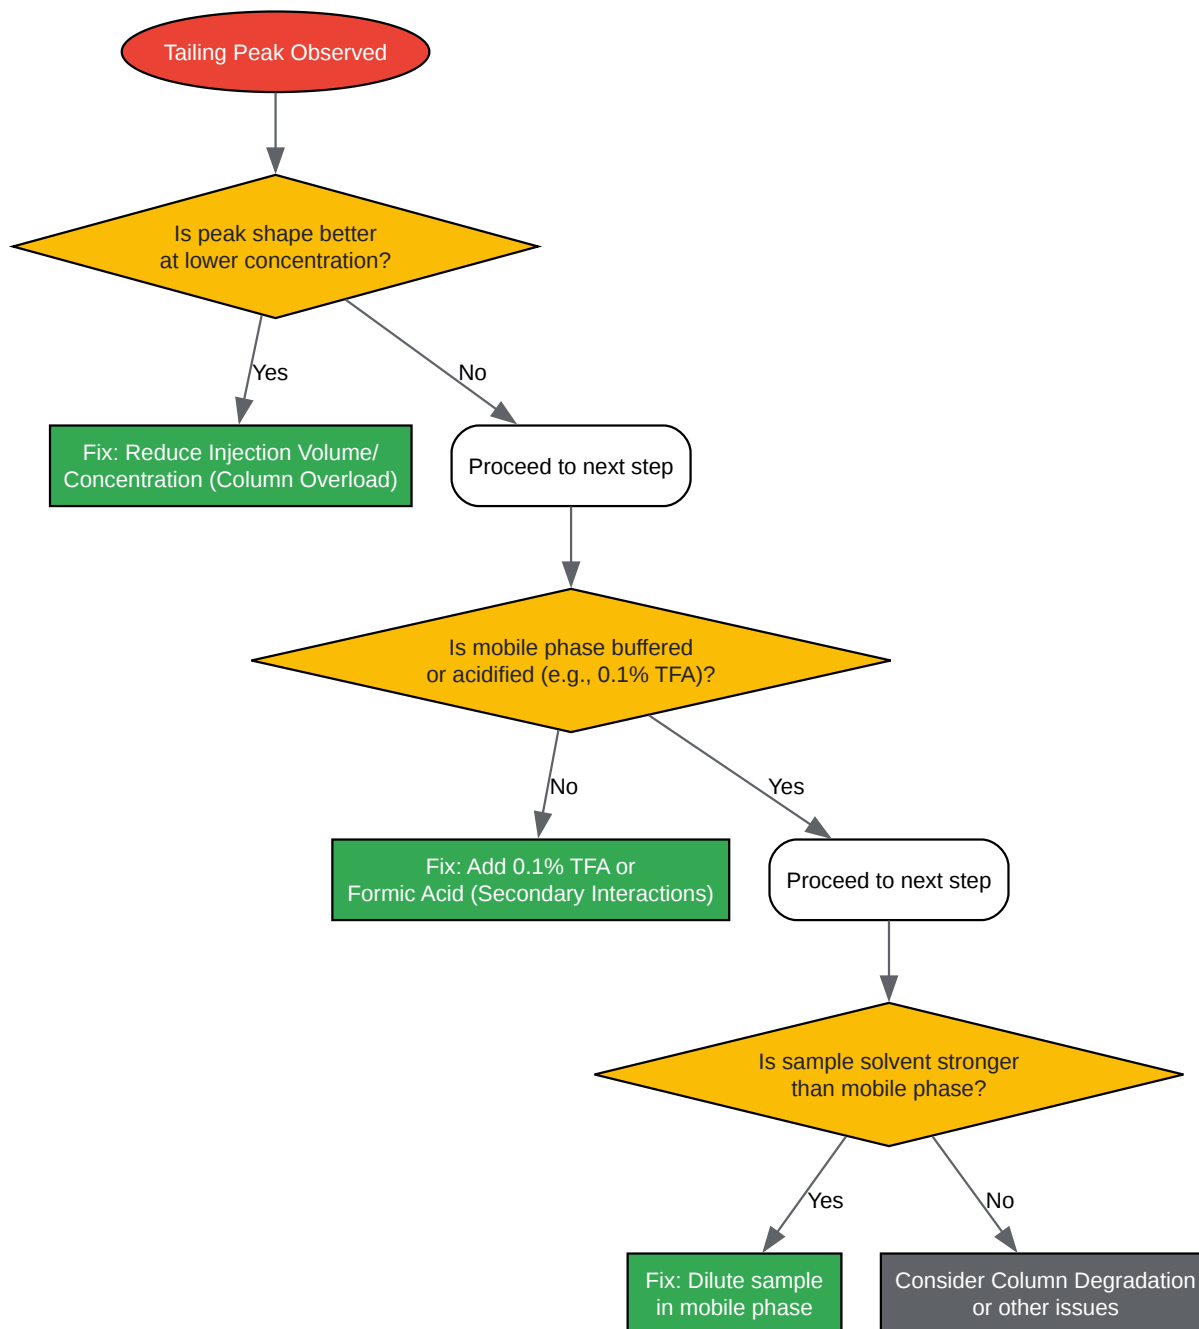 Tailing Peak Observed
Is peak shape better
at lower concentration?
Yes
No
Fix: Reduce Injection Volume/
Concentration (Column Overload)
Proceed to next step
Is mobile phase buffered
or acidified (e.g., 0.1% TFA)?
No
Yes
Fix: Add 0.1% TFA or
Formic Acid (Secondary Interactions)
Proceed to next step
Is sample solvent stronger
than mobile phase?
Yes
No
Fix: Dilute sample
in mobile phase
Consider Column Degradation
or other issues